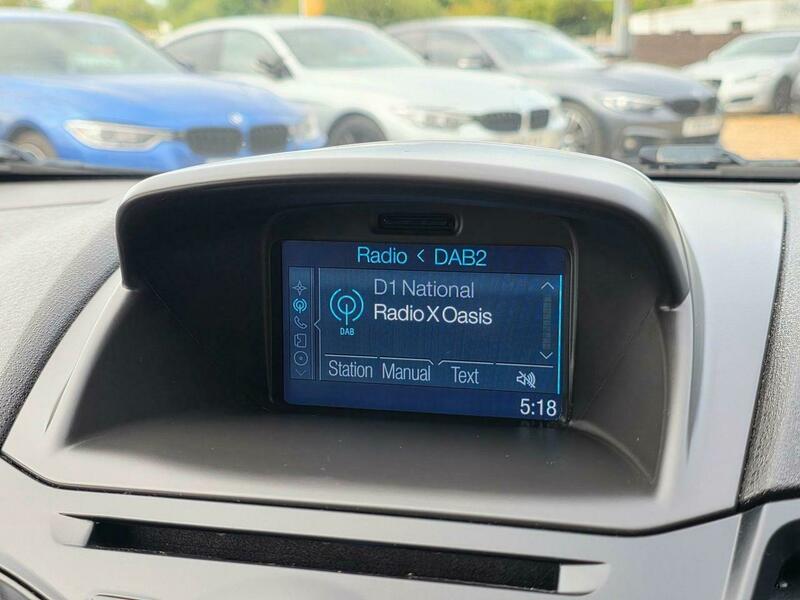 Radio < DAB2
D1 National
Radio X Oasis
DAB
Station Manual Text
5:18